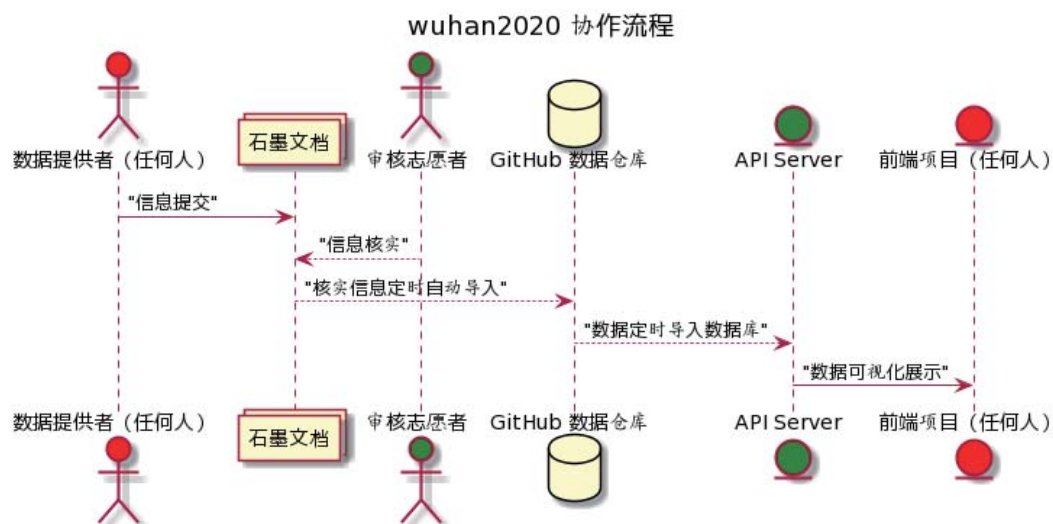 wuhan2020 协作流程
数据提供者（任何人）
石墨文档
审核志愿者
GitHub 数据仓库
API Server
前端项目（任何人）
"信息提交"
"信息核实"
"核实信息定时自动导入"
"数据定时导入数据库"
"数据可视化展示"
数据提供者（任何人）
石墨文档
审核志愿者
GitHub 数据仓库
API Server
前端项目（任何人）